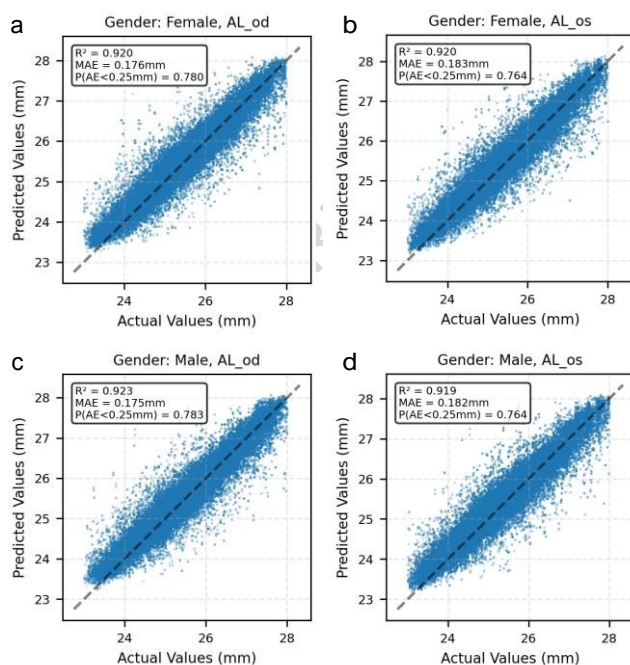 a
Gender: Female, AL_od
R² = 0.920
MAE = 0.176mm
P(AE<0.25mm) = 0.780
Predicted Values (mm)
28
27
26
25
24
23
24 26 28
Actual Values (mm)
b
Gender: Female, AL_os
R² = 0.920
MAE = 0.183mm
P(AE<0.25mm) = 0.764
Predicted Values (mm)
28
27
26
25
24
23
24 26 28
Actual Values (mm)
c
Gender: Male, AL_od
R² = 0.923
MAE = 0.175mm
P(AE<0.25mm) = 0.783
Predicted Values (mm)
28
27
26
25
24
23
24 26 28
Actual Values (mm)
d
Gender: Male, AL_os
R² = 0.919
MAE = 0.182mm
P(AE<0.25mm) = 0.764
Predicted Values (mm)
28
27
26
25
24
23
24 26 28
Actual Values (mm)